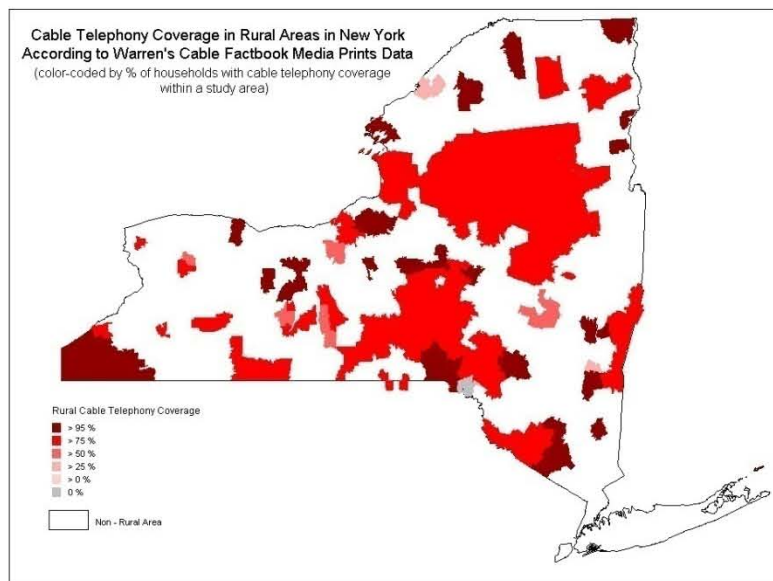 Cable Telephony Coverage in Rural Areas in New York
According to Warren's Cable Factbook Media Prints Data
(color-coded by % of households with cable telephony coverage
within a study area)
Rural Cable Telephony Coverage
> 95 %
> 75 %
> 50 %
> 25 %
> 0 %
0 %
Non - Rural Area